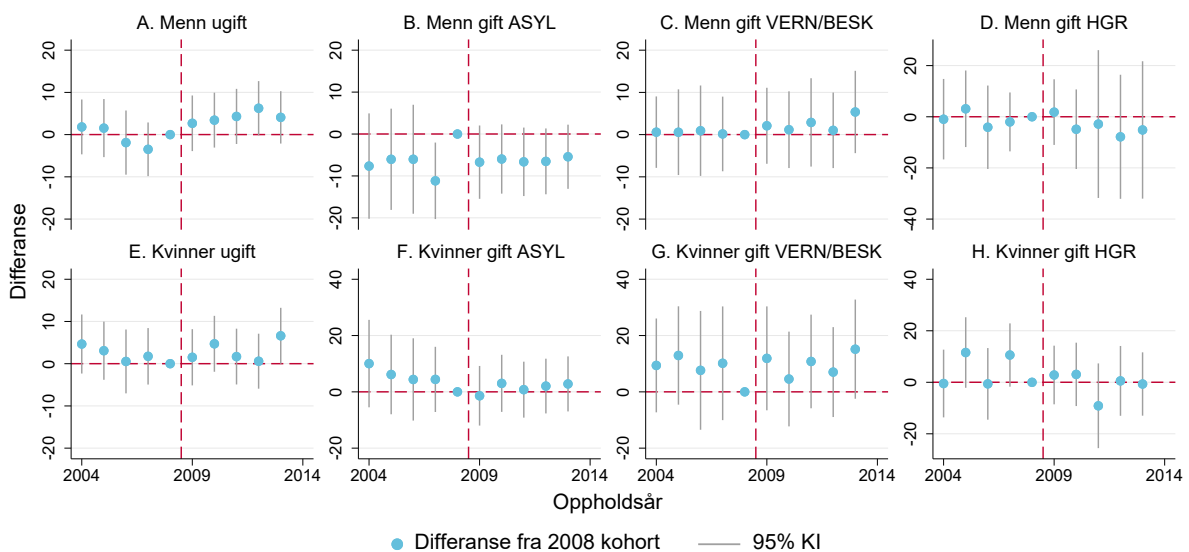 A. Menn ugift
B. Menn gift ASYL
C. Menn gift VERN/BESK
D. Menn gift HGR
20
10
0
-10
-20
20
10
0
-10
-20
20
10
0
-10
-20
20
0
-20
-40
Differanse
E. Kvinner ugift
F. Kvinner gift ASYL
G. Kvinner gift VERN/BESK
H. Kvinner gift HGR
20
10
0
-10
-20
40
20
0
-20
40
20
0
-20
40
20
0
-20
2004 2009 2014
2004 2009 2014
2004 2009 2014
2004 2009 2014
Oppholdsår
Differanse fra 2008 kohort
95% KI